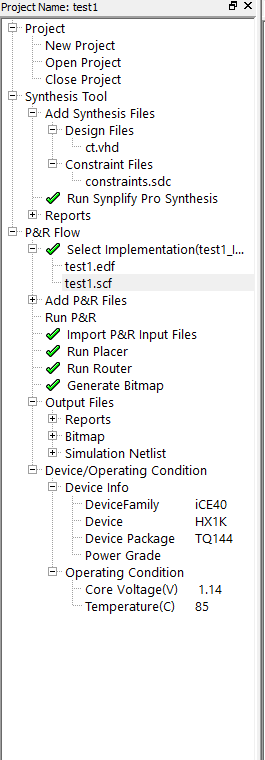 Project Name: test1
Project
New Project
Open Project
Close Project
Synthesis Tool
Add Synthesis Files
Design Files
ct.vhd
Constraint Files
constraints.sdc
Run Synplify Pro Synthesis
Reports
P&R Flow
Select Implementation(test1_I...
test1.edf
test1.scf
Add P&R Files
Run P&R
Import P&R Input Files
Run Placer
Run Router
Generate Bitmap
Output Files
Reports
Bitmap
Simulation Netlist
Device/Operating Condition
Device Info
DeviceFamily iCE40
Device HX1K
Device Package TQ144
Power Grade
Operating Condition
Core Voltage(V) 1.14
Temperature(C) 85